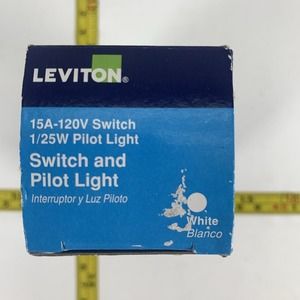 LEVITON®
15A-120V Switch
1/25W Pilot Light
Switch and
Pilot Light
Interruptor y Luz Piloto
White
Blanco